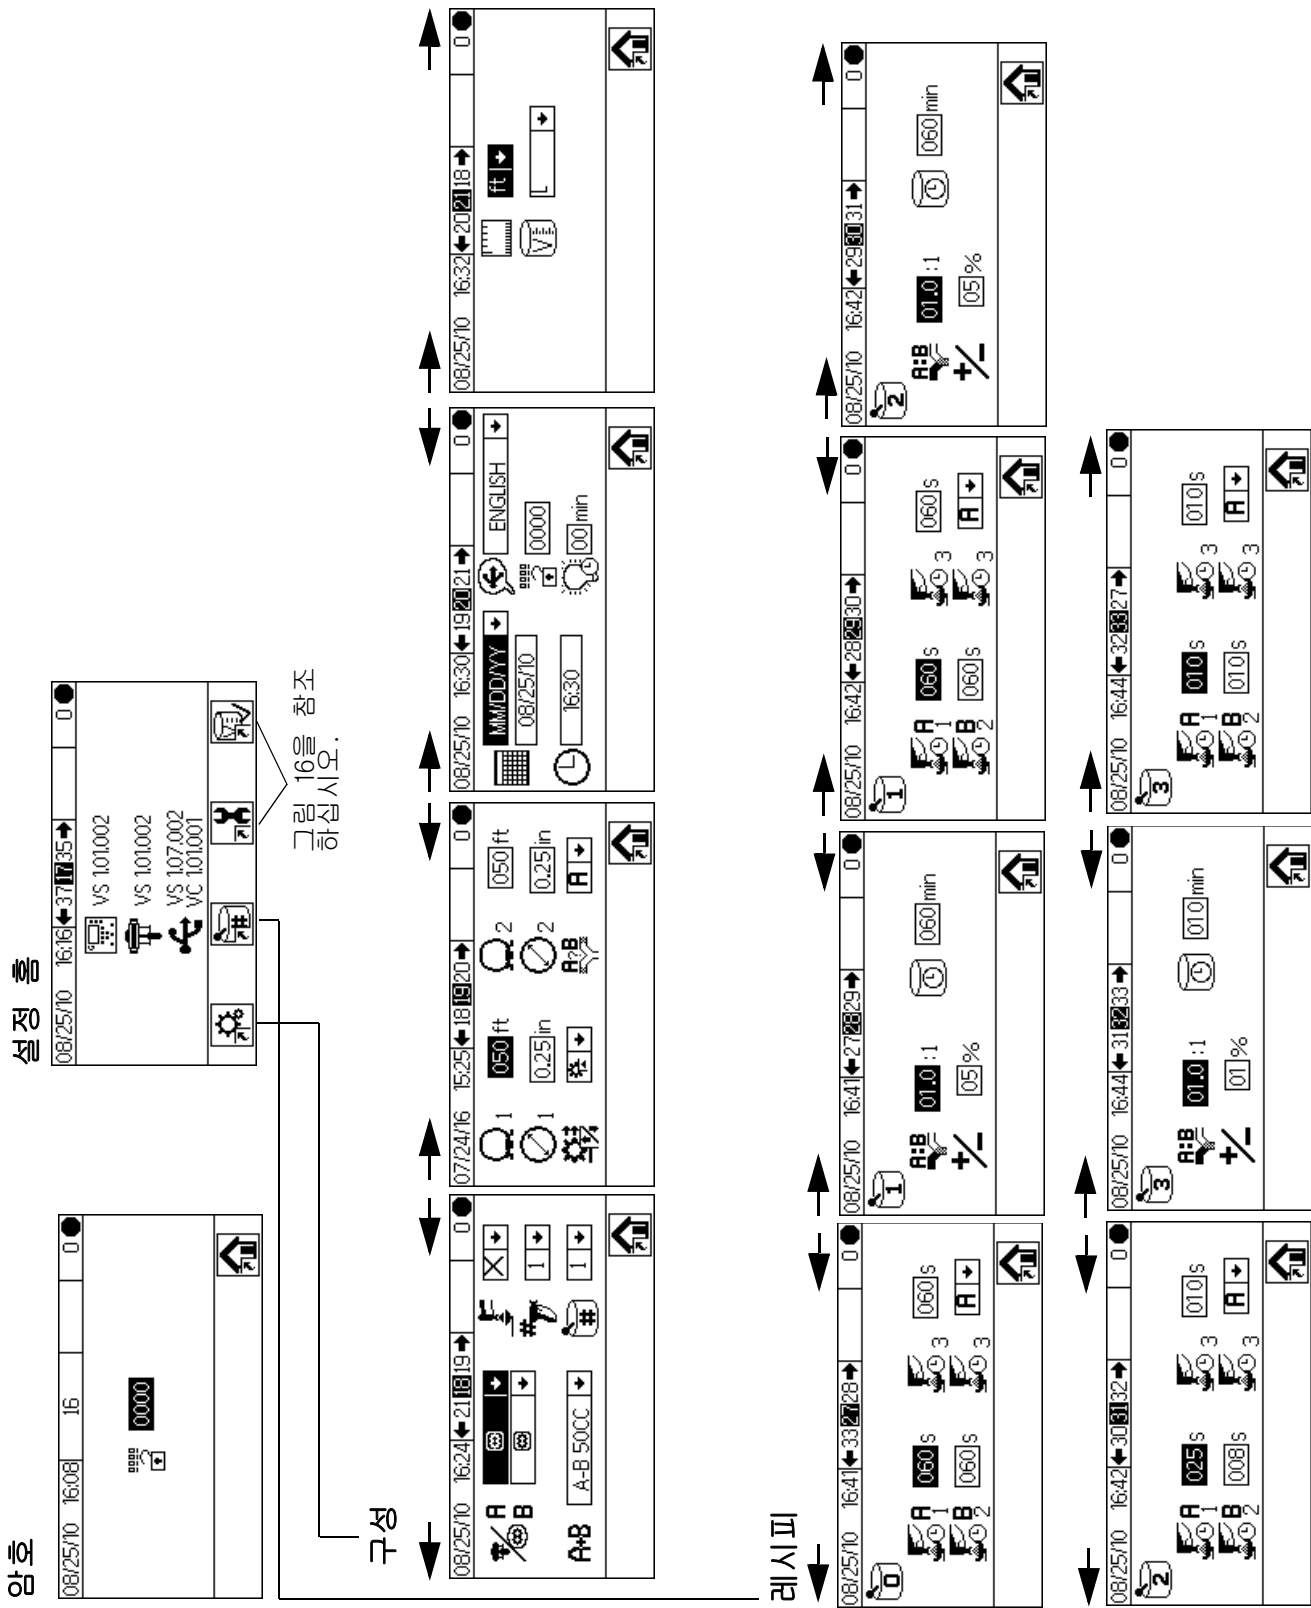 암호
08/25/10 16:08 16 0
0000
설정 홈
08/25/10 16:16 37 17 35 0
VS 1.01.002
VS 1.01.002
VS 1.07.002
VC 1.01.001
#
그림 16을 참조
하십시오.
구성
08/25/10 16:24 21 18 19 0
A
B
X
# 1
A+B A-B 50CC # 1
07/24/16 15:25 18 19 20 0
1 050 ft 2 050 ft
1 0.25 in 2 0.25 in
A?B A
08/25/10 16:30 19 20 21 0
MM/DD/YY ENGLISH
08/25/10 0000
16:30 00 min
08/25/10 16:32 20 21 18 0
ft
L
레시피
08/25/10 16:41 33 27 28 0
0
A 1 060 s 3 060 s
B 2 060 s 3 A
08/25/10 16:41 27 28 29 0
1
A:B 01.0 :1 060 min
+/- 05 %
08/25/10 16:42 28 29 30 0
1
A 1 060 s 3 060 s
B 2 060 s 3 A
08/25/10 16:42 29 30 31 0
2
A:B 01.0 :1 060 min
+/- 05 %
08/25/10 16:42 30 31 32 0
2
A 1 025 s 3 010 s
B 2 008 s 3 A
08/25/10 16:44 31 32 33 0
3
A:B 01.0 :1 010 min
+/- 01 %
08/25/10 16:44 32 33 27 0
3
A 1 010 s 3 010 s
B 2 010 s 3 A